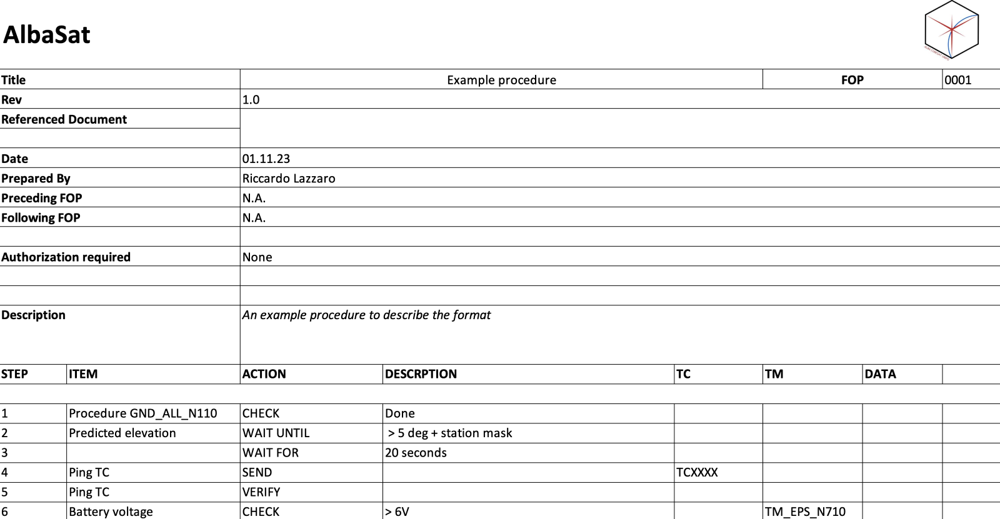 AlbaSat
Title Example procedure FOP 0001
Rev 1.0
Referenced Document
Date 01.11.23
Prepared By Riccardo Lazzaro
Preceding FOP N.A.
Following FOP N.A.
Authorization required None
Description An example procedure to describe the format
STEP ITEM ACTION DESCRPTION TC TM DATA
1 Procedure GND_ALL_N110 CHECK Done
2 Predicted elevation WAIT UNTIL > 5 deg + station mask
3 WAIT FOR 20 seconds
4 Ping TC SEND TCXXXX
5 Ping TC VERIFY
6 Battery voltage CHECK > 6V TM_EPS_N710